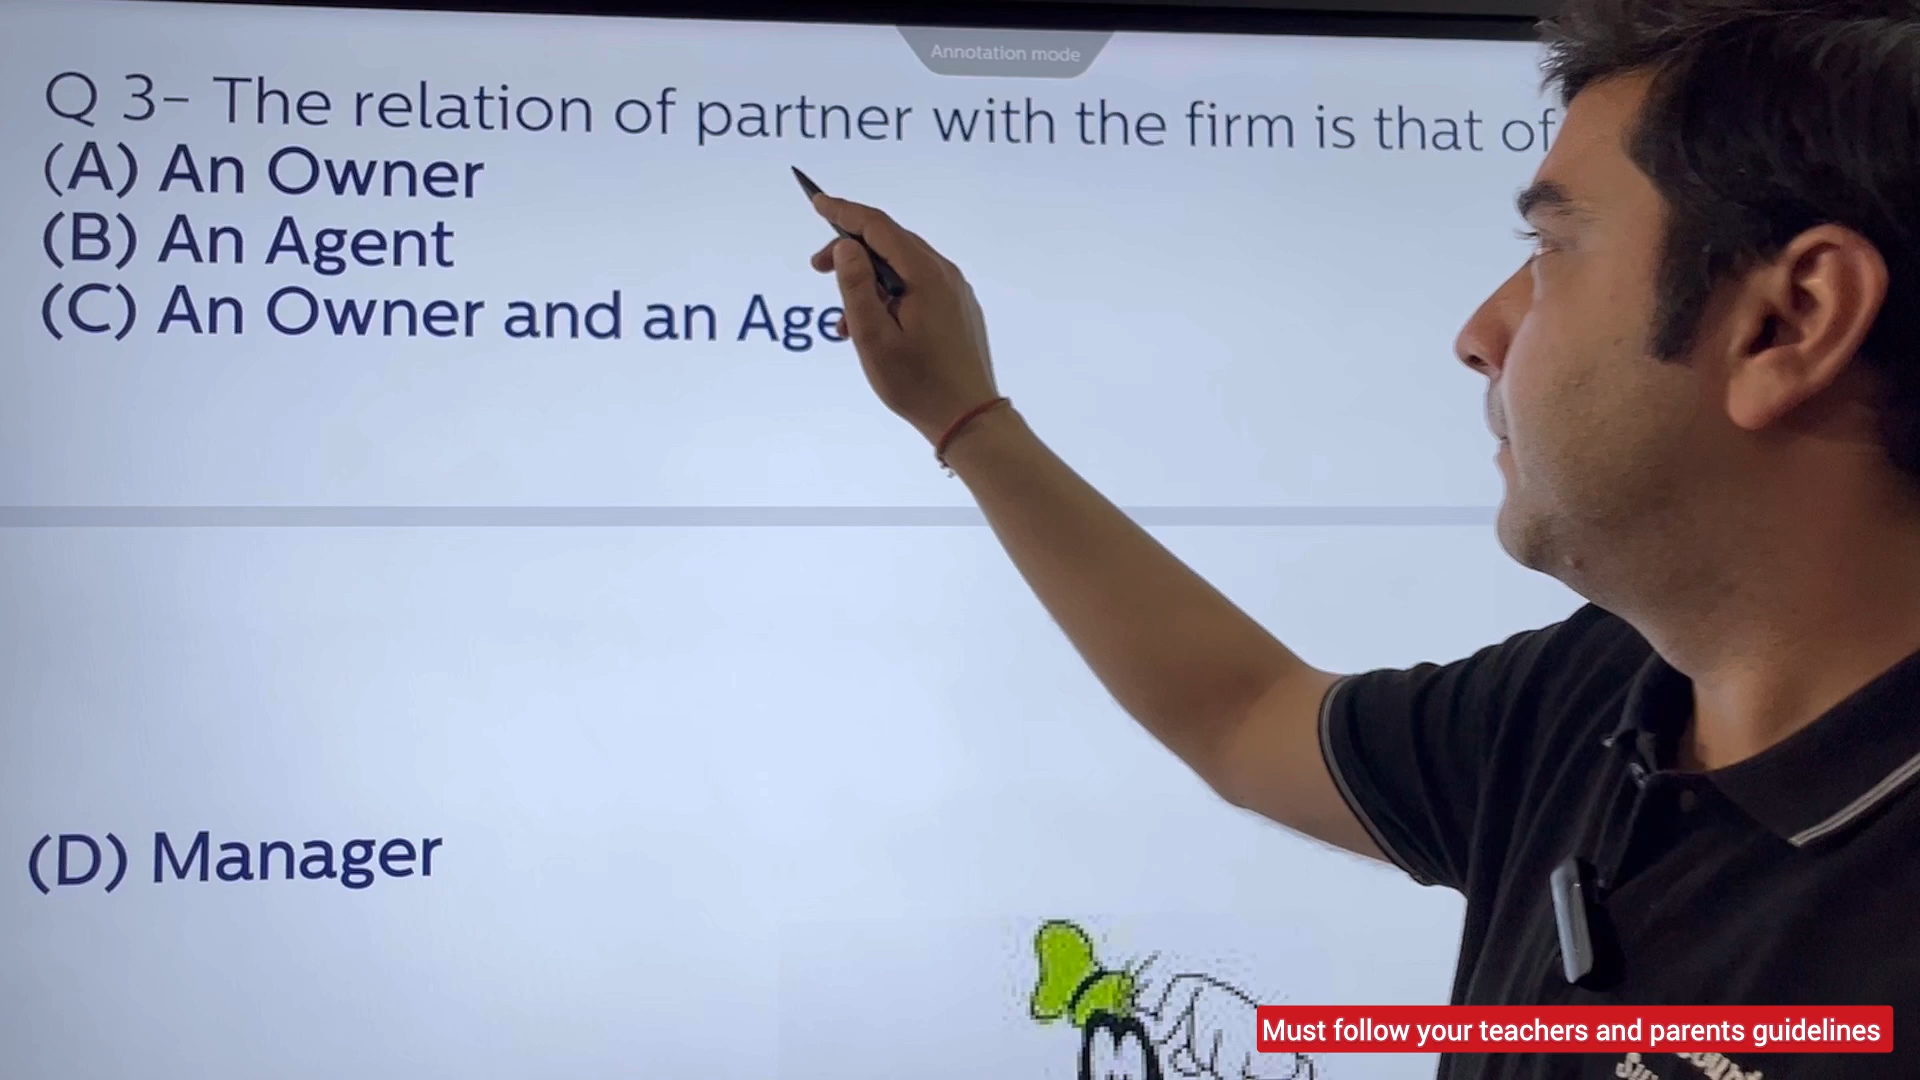 Annotation mode
Q 3- The relation of partner with the firm is that of
(A) An Owner
(B) An Agent
(C) An Owner and an Age
(D) Manager
Must follow your teachers and parents guidelines